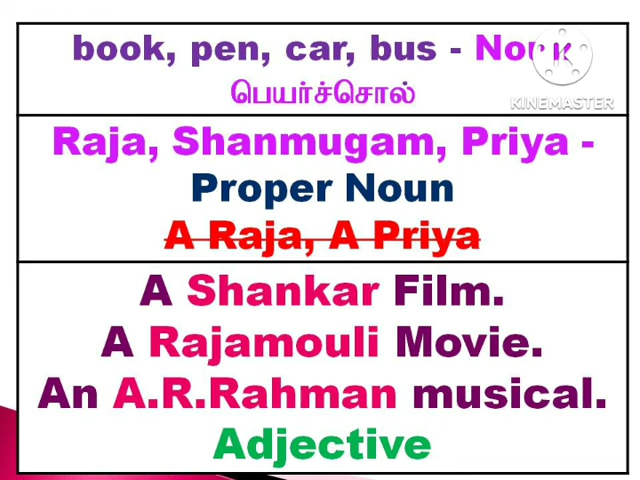 book, pen, car, bus - Noun
பெயர்ச்சொல்
KINEMASTER
Raja, Shanmugam, Priya -
Proper Noun
A Raja, A Priya
A Shankar Film.
A Rajamouli Movie.
An A.R.Rahman musical.
Adjective